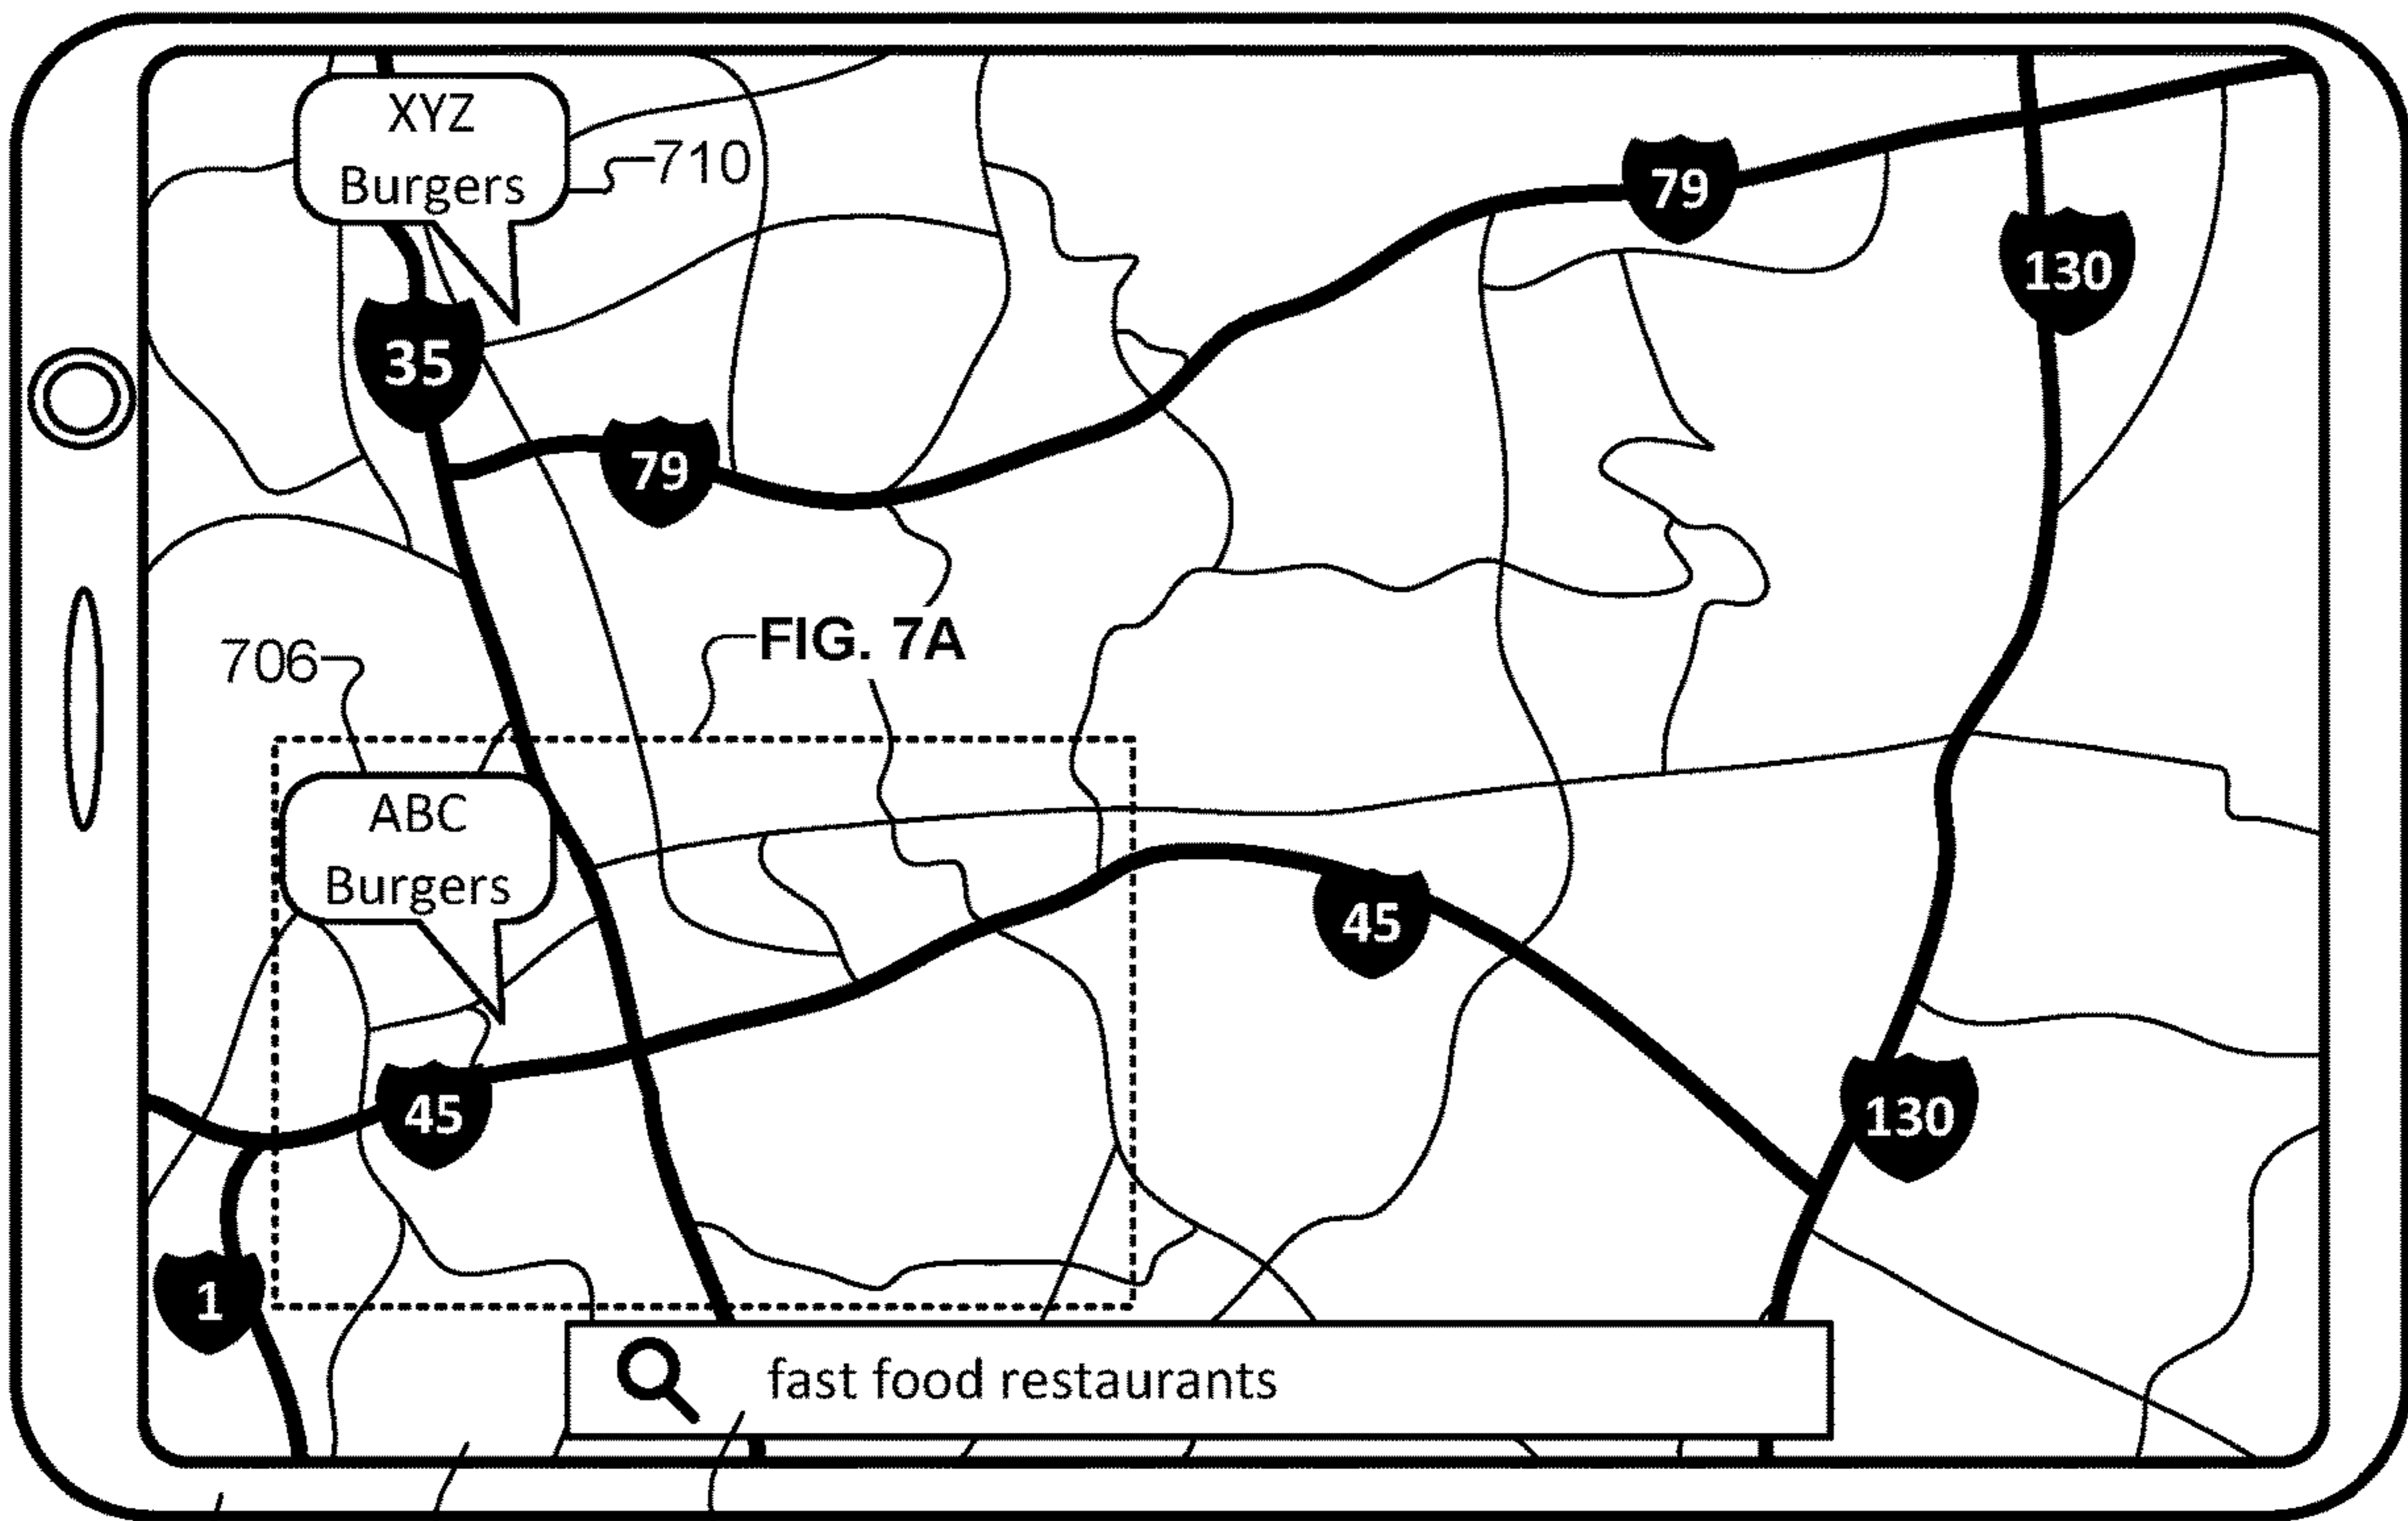 XYZ
Burgers
710
79
130
35
79
FIG. 7A
706
ABC
Burgers
45
45
130
1
fast food restaurants